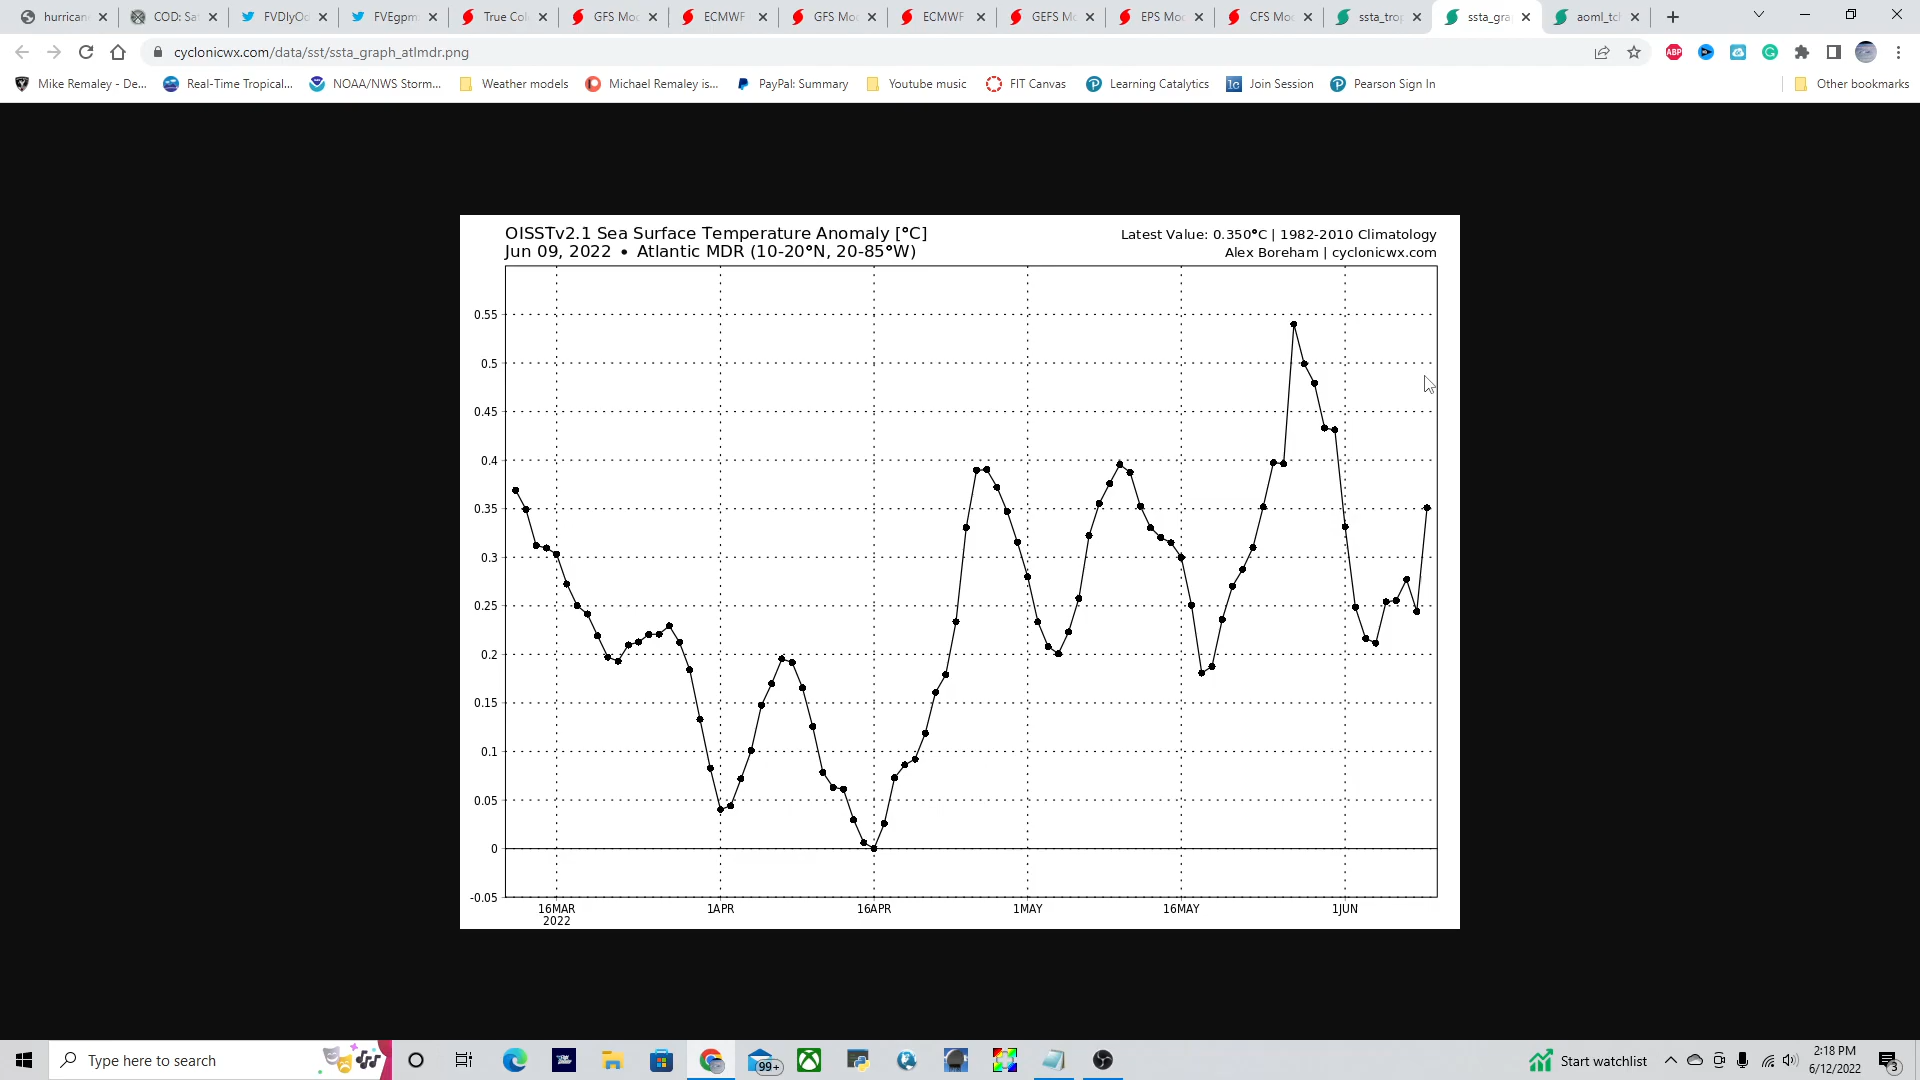 hurrican
COD: Sa
FVDlyO
FVEgpm
True Co
GFS Mo
ECMWF
GFS Mo
ECMWF
GEFS M
EPS Mo
CFS Mo
ssta_trop
ssta_gra
aoml_tc
cyclonicwx.com/data/sst/ssta_graph_atlmdr.png
ABP
Mike Remaley - De...
Real-Time Tropical...
NOAA/NWS Storm...
Weather models
Michael Remaley is...
PayPal: Summary
Youtube music
FIT Canvas
Learning Catalytics
lc
Join Session
Pearson Sign In
Other bookmarks
OISSTv2.1 Sea Surface Temperature Anomaly [°C]
Latest Value: 0.350°C | 1982-2010 Climatology
Jun 09, 2022 • Atlantic MDR (10-20°N, 20-85°W)
Alex Boreham | cyclonicwx.com
0.55
0.5
0.45
0.4
0.35
0.3
0.25
0.2
0.15
0.1
0.05
0
-0.05
16MAR
2022
1APR
16APR
1MAY
16MAY
1JUN
Type here to search
99+
Start watchlist
2:18 PM
6/12/2022
3